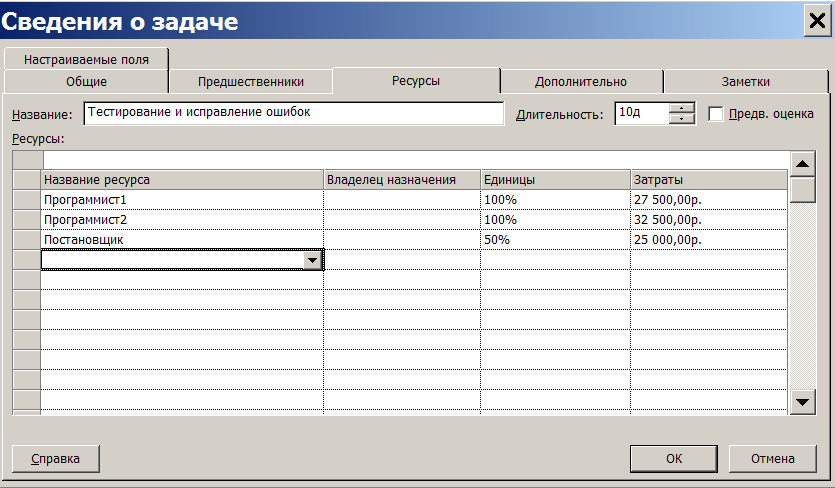 Сведения о задаче
Настраиваемые поля
Общие Предшественники Ресурсы Дополнительно Заметки
Название: Тестирование и исправление ошибок Длительность: 10д Предв. оценка
Ресурсы:
Название ресурса Владелец назначения Единицы Затраты
Программист1 100% 27 500,00р.
Программист2 100% 32 500,00р.
Постановщик 50% 25 000,00р.
Справка ОК Отмена